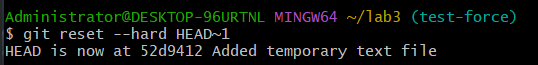 Administrator@DESKTOP-96URTNL MINGW64 ~/lab3 (test-force)
$ git reset --hard HEAD~1
HEAD is now at 52d9412 Added temporary text file